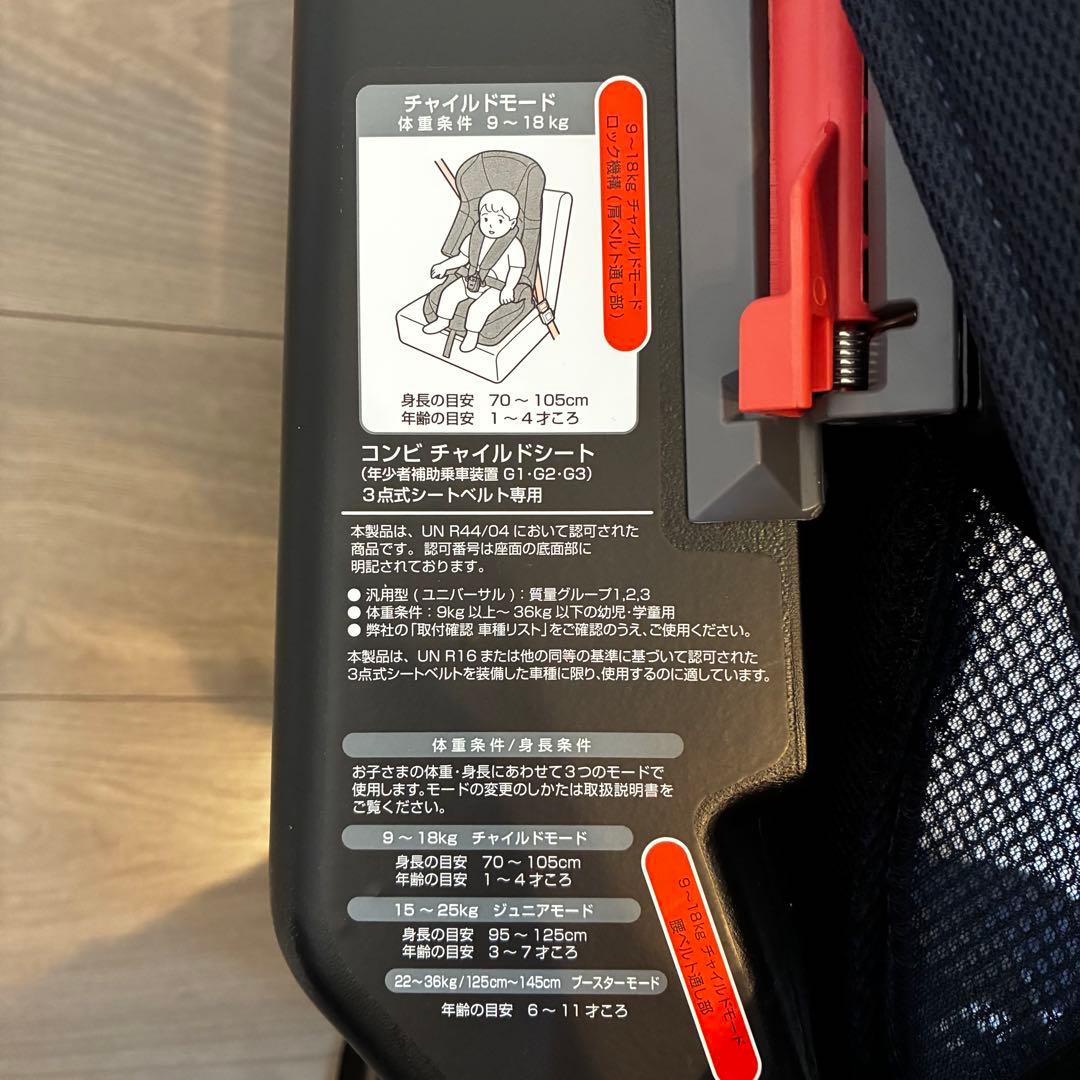 チャイルドモード
体重条件 9～18kg
9～18kg チャイルドモード
ロック機構(肩ベルト通し部)
身長の目安 70～105cm
年齢の目安 1～4才ころ
コンビ チャイルドシート
(年少者補助乗車装置 G1・G2・G3)
3点式シートベルト専用
本製品は、UN R44/04 において認可された
商品です。認可番号は座面の底面部に
明記されております。
● 汎用型(ユニバーサル):質量グループ1,2,3
● 体重条件:9kg 以上～36kg 以下の幼児・学童用
● 弊社の「取付確認 車種リスト」をご確認のうえ、ご使用ください。
本製品は、UN R16 または他の同等の基準に基づいて認可された
3点式シートベルトを装備した車種に限り、使用するのに適しています。
体重条件/身長条件
お子さまの体重・身長にあわせて3つのモードで
使用します。モードの変更のしかたは取扱説明書を
ご覧ください。
9～18kg チャイルドモード
身長の目安 70～105cm
年齢の目安 1～4才ころ
15～25kg ジュニアモード
身長の目安 95～125cm
年齢の目安 3～7才ころ
22～36kg/125cm～145cm ブースターモード
年齢の目安 6～11才ころ
9～18kg チャイルドモード
腰ベルト通し部